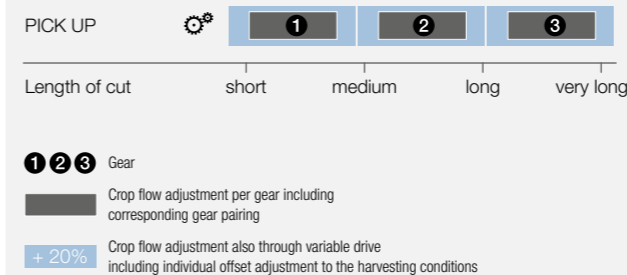 PICK UP 1 2 3
Length of cut short medium long very long
1 2 3 Gear
Crop flow adjustment per gear including
corresponding gear pairing
+ 20% Crop flow adjustment also through variable drive
including individual offset adjustment to the harvesting conditions